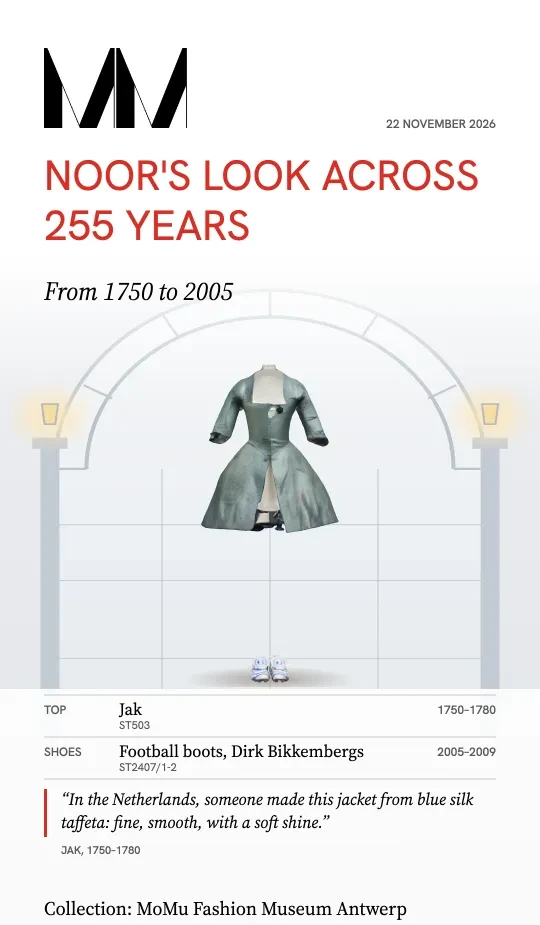 MM
22 NOVEMBER 2026
NOOR'S LOOK ACROSS
255 YEARS
From 1750 to 2005
TOP
Jak
1750–1780
ST503
SHOES
Football boots, Dirk Bikkembergs
2005–2009
ST2407/1-2
“In the Netherlands, someone made this jacket from blue silk
taffeta: fine, smooth, with a soft shine.”
JAK, 1750–1780
Collection: MoMu Fashion Museum Antwerp